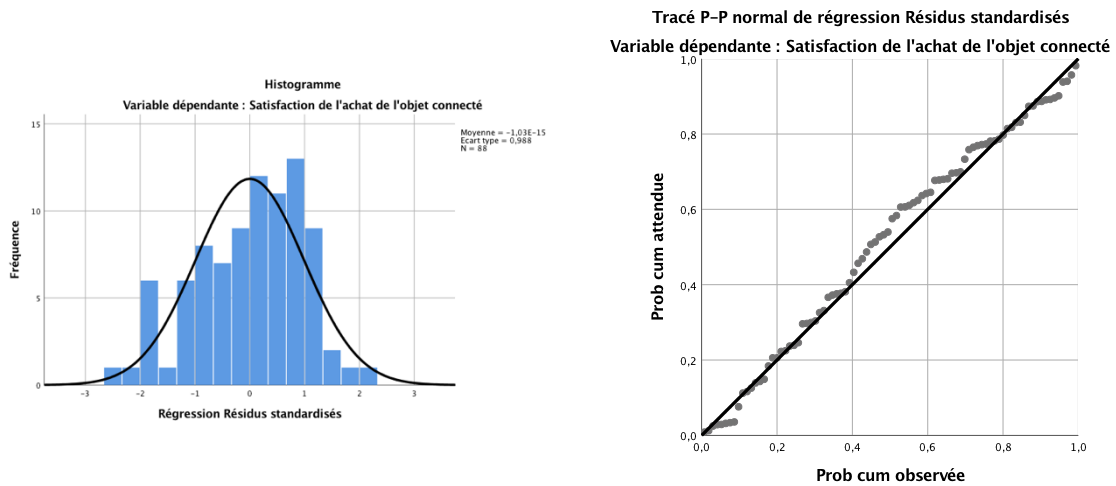 Histogramme
Variable dépendante : Satisfaction de l'achat de l'objet connecté
15
10
5
0
Fréquence
-3
-2
-1
0
1
2
3
Régression Résidus standardisés
Moyenne = -1,03E-15
Ecart type = 0,988
N = 88
Tracé P-P normal de régression Résidus standardisés
Variable dépendante : Satisfaction de l'achat de l'objet connecté
1,0
0,8
0,6
0,4
0,2
0,0
Prob cum attendue
0,0
0,2
0,4
0,6
0,8
1,0
Prob cum observée